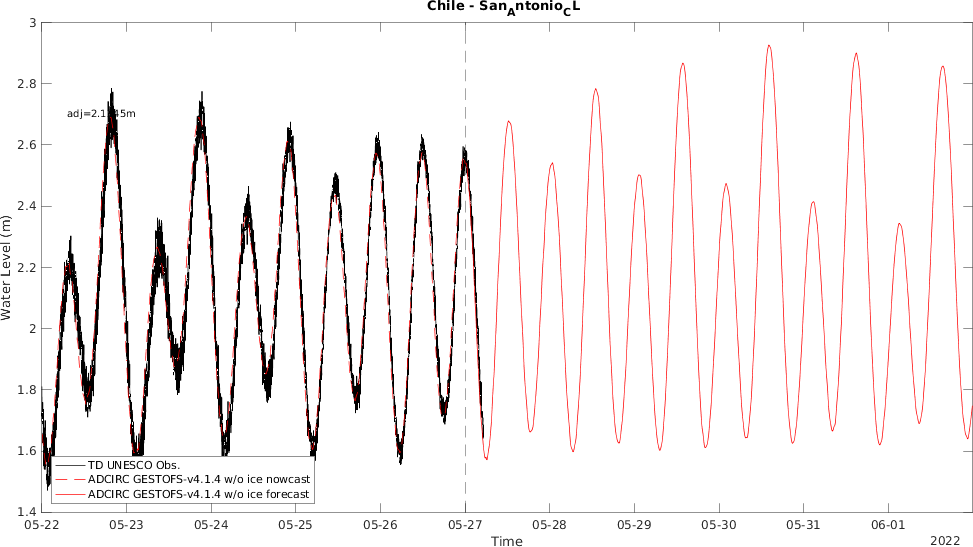 Chile - SanAntonioCL
3
2.8
adj=2.1
45m
2.6
2.4
2.2
2
1.8
1.6
1.4
Water Level (m)
TD UNESCO Obs.
ADCIRC GESTOFS-v4.1.4 w/o ice nowcast
ADCIRC GESTOFS-v4.1.4 w/o ice forecast
05-22 05-23 05-24 05-25 05-26 05-27 05-28 05-29 05-30 05-31 06-01
Time
2022